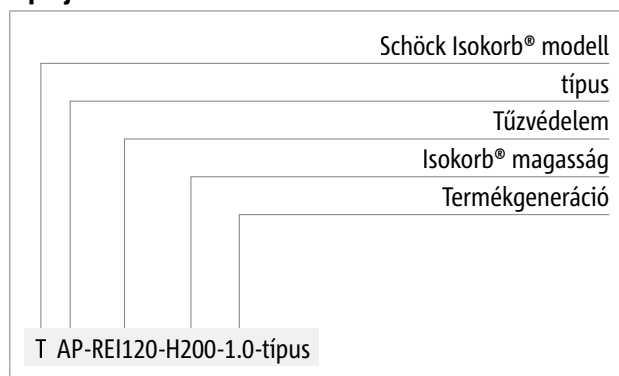 Schöck Isokorb® modell
típus
Tűzvédelem
Isokorb® magasság
Termékgeneráció
T AP-REI120-H200-1.0-típus